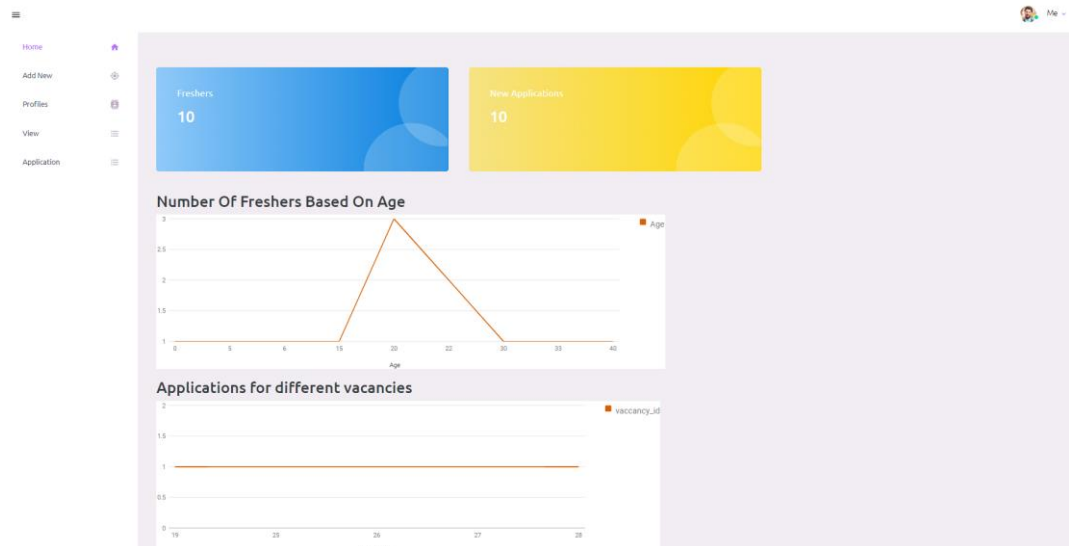 Me
Home
Add New
Profiles
View
Application
Freshers
10
New Applications
10
Number Of Freshers Based On Age
3
2.5
2
1.5
1
0 5 6 15 20 22 30 33 40
Age
Age
Applications for different vacancies
2
1.5
1
0.5
0
19 25 26 27 28
vaccancy_id